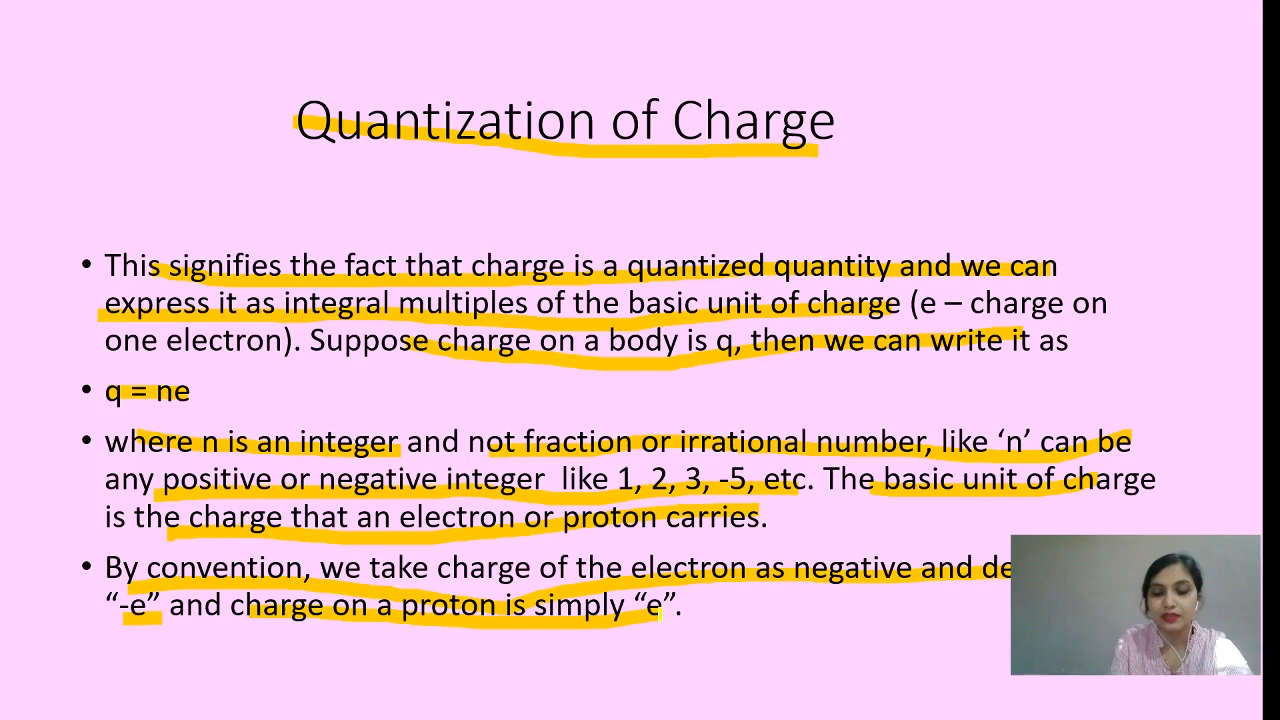 Quantization of Charge
• This signifies the fact that charge is a quantized quantity and we can
express it as integral multiples of the basic unit of charge (e – charge on
one electron). Suppose charge on a body is q, then we can write it as
• q = ne
• where n is an integer and not fraction or irrational number, like ‘n’ can be
any positive or negative integer  like 1, 2, 3, -5, etc. The basic unit of charge
is the charge that an electron or proton carries.
• By convention, we take charge of the electron as negative and
“-e” and charge on a proton is simply “e”.